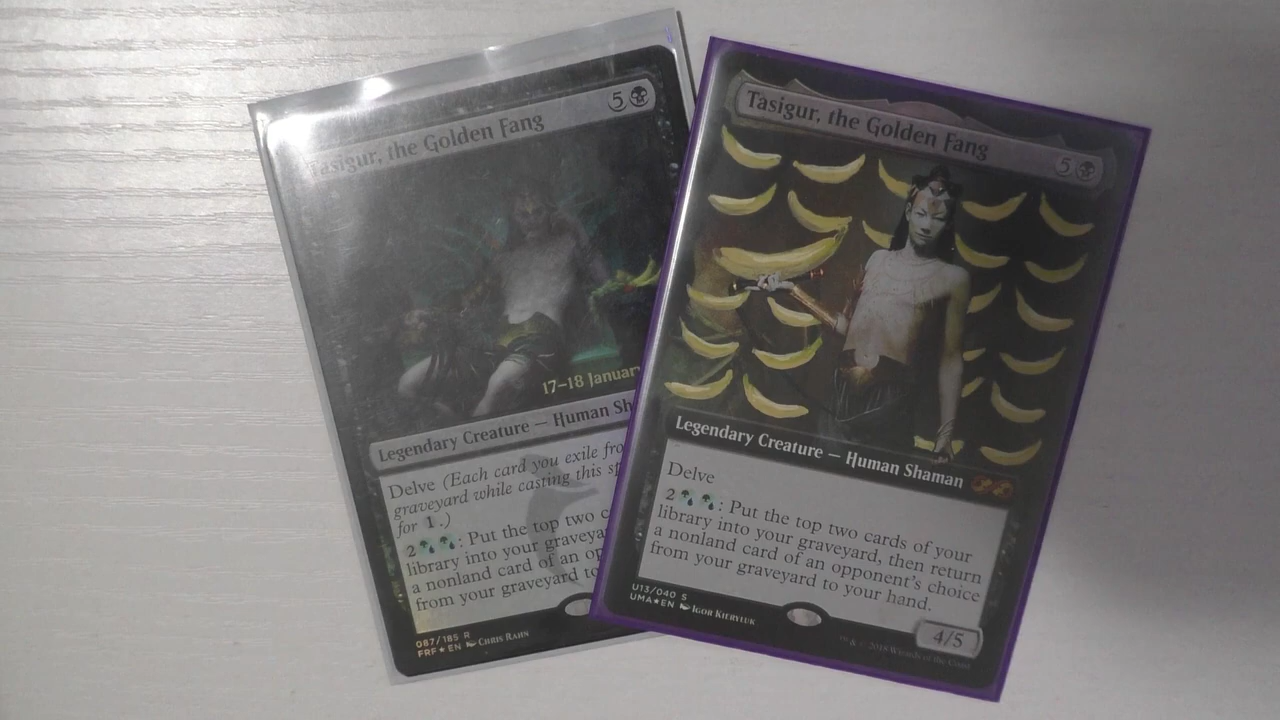 Tasigur, the Golden Fang
5
17-18 January
Legendary Creature — Human Sh
Delve (Each card you exile fro
graveyard while casting this sp
for 1.)
2 : Put the top two c
library into your graveya
a nonland card of an op
from your graveyard to
087/185 R
FRF★EN Chris Rahn
Tasigur, the Golden Fang
5
Legendary Creature — Human Shaman
Delve
2 : Put the top two cards of your
library into your graveyard, then return
a nonland card of an opponent's choice
from your graveyard to your hand.
U13/040 S
UMA★EN Igor Kieryluk
4/5
™ & © 2018 Wizards of the Coast